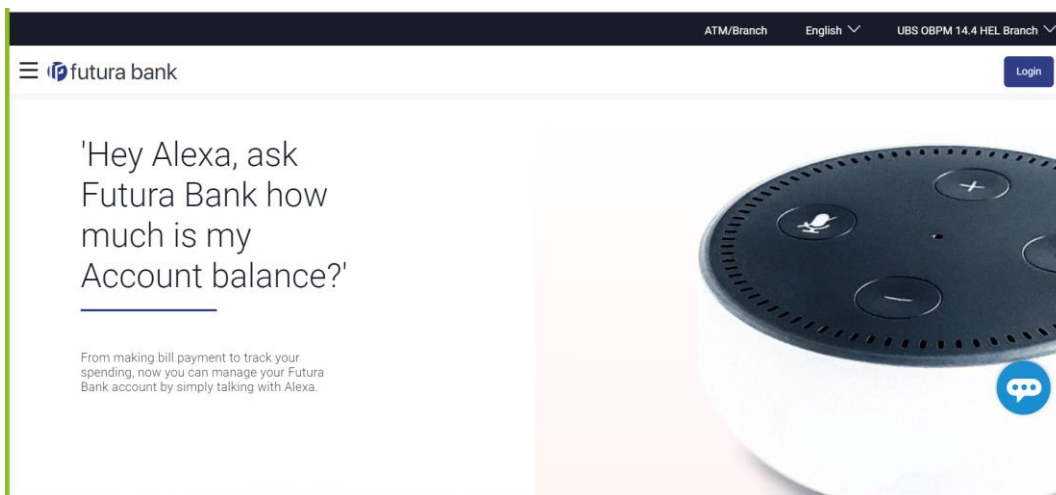 ATM/Branch English UBS OBPM 14.4 HEL Branch
futura bank Login
'Hey Alexa, ask
Futura Bank how
much is my
Account balance?'
From making bill payment to track your
spending, now you can manage your Futura
Bank account by simply talking with Alexa.